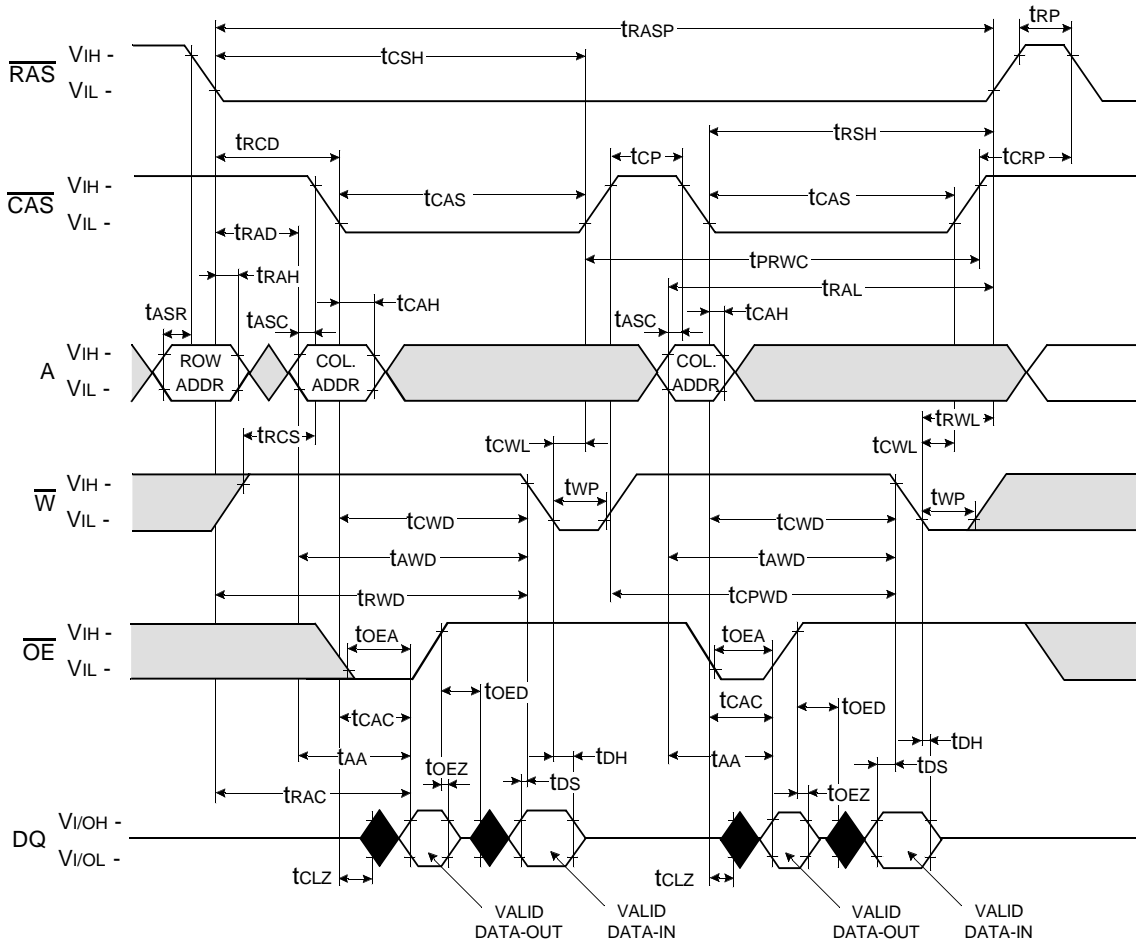 tRASP
tRP
tCSH
RAS
VIH -
VIL -
tRCD
tRSH
tCP
tCRP
CAS
VIH -
VIL -
tCAS
tCAS
tRAD
tPRWC
tRAH
tRAL
tASR
tASC
tCAH
tASC
tCAH
A
VIH -
VIL -
ROW
ADDR
COL.
ADDR
COL.
ADDR
tRCS
tCWL
tRWL
tCWL
W
VIH -
VIL -
tWP
tWP
tCWD
tCWD
tAWD
tAWD
tRWD
tCPWD
OE
VIH -
VIL -
tOEA
tOEA
tOED
tOED
tCAC
tCAC
tAA
tDH
tAA
tDH
tOEZ
tDS
tOEZ
tDS
tRAC
DQ
VI/OH -
VI/OL -
tCLZ
tCLZ
VALID
DATA-OUT
VALID
DATA-IN
VALID
DATA-OUT
VALID
DATA-IN